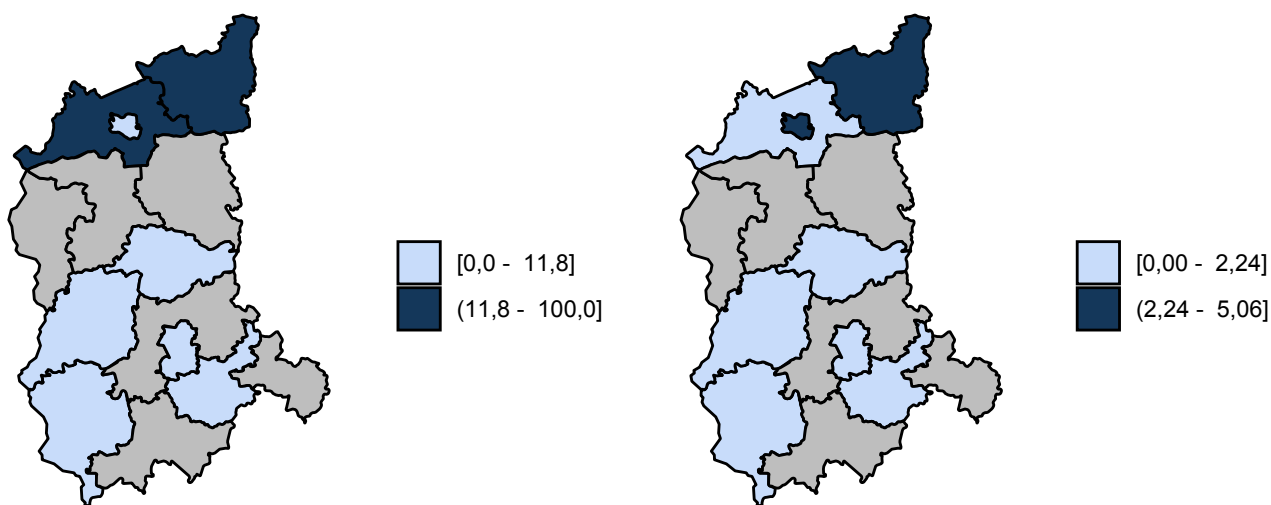 [0,0 - 11,8]
(11,8 - 100,0]
[0,00 - 2,24]
(2,24 - 5,06]